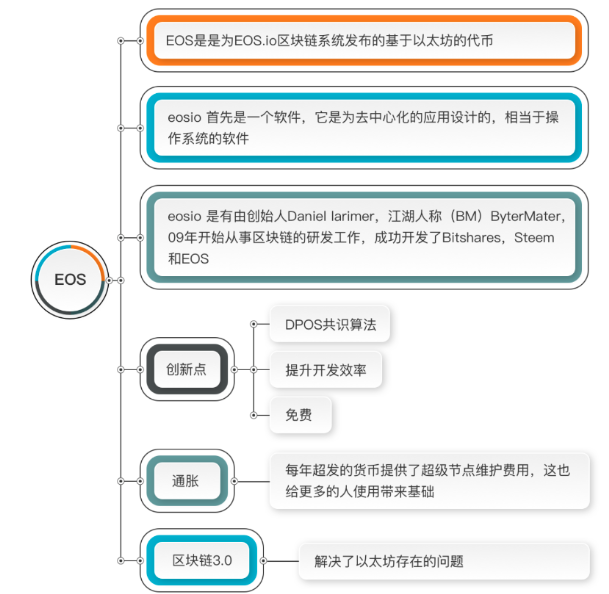 EOS是是为EOS.io区块链系统发布的基于以太坊的代币
eosio 首先是一个软件，它是为去中心化的应用设计的，相当于操
作系统的软件
eosio 是有由创始人Daniel larimer，江湖人称（BM）ByterMater，
09年开始从事区块链的研发工作，成功开发了Bitshares，Steem
和EOS
EOS
创新点
DPOS共识算法
提升开发效率
免费
通胀
每年超发的货币提供了超级节点维护费用，这也
给更多的人使用带来基础
区块链3.0
解决了以太坊存在的问题